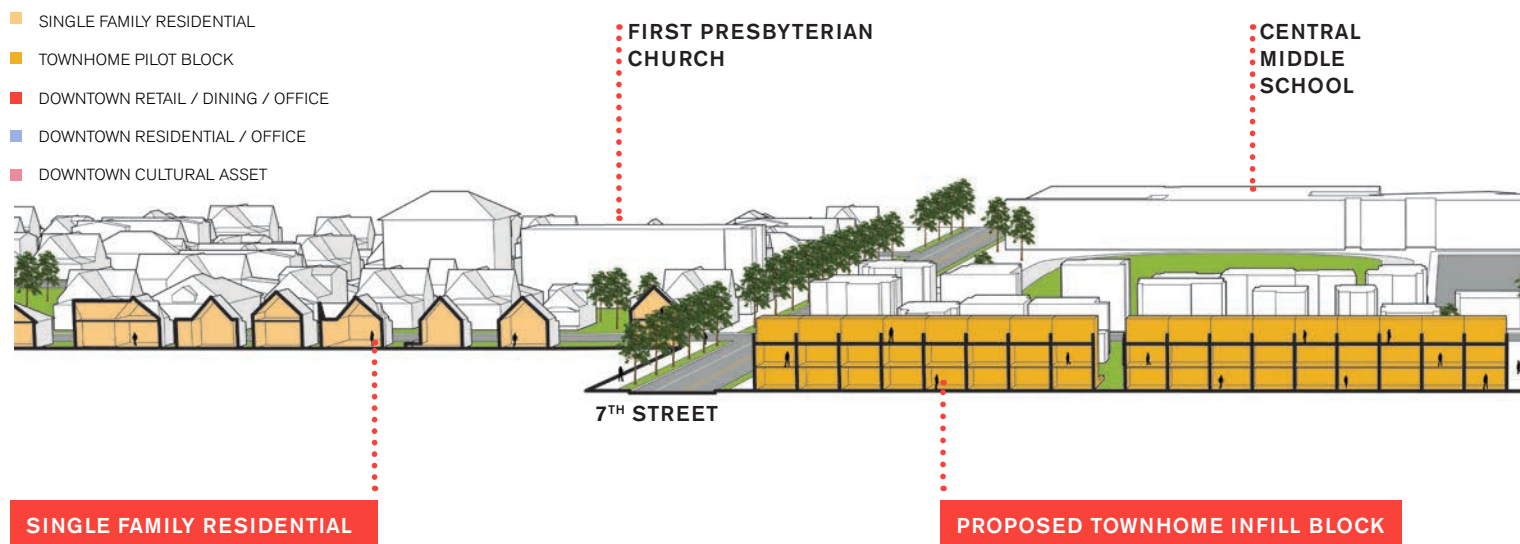 SINGLE FAMILY RESIDENTIAL
TOWNHOME PILOT BLOCK
DOWNTOWN RETAIL / DINING / OFFICE
DOWNTOWN RESIDENTIAL / OFFICE
DOWNTOWN CULTURAL ASSET
FIRST PRESBYTERIAN
CHURCH
CENTRAL
MIDDLE
SCHOOL
7TH STREET
SINGLE FAMILY RESIDENTIAL
PROPOSED TOWNHOME INFILL BLOCK